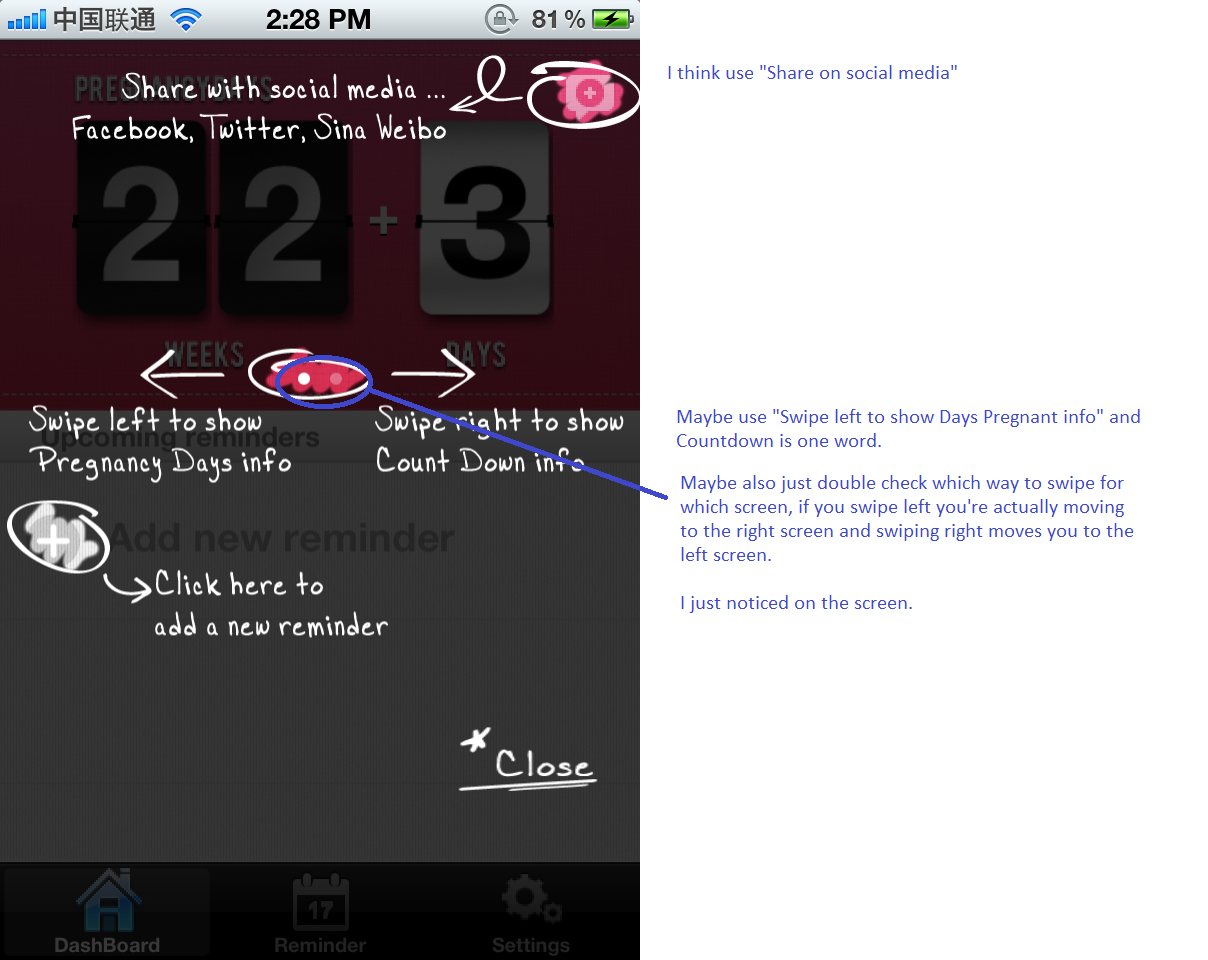 中国联通 2:28 PM 81 %
PREGNANCY DAYS
Share with social media ...
Facebook, Twitter, Sina Weibo
22 + 3
WEEKS DAYS
Swipe left to show
Pregnancy Days info
Swipe right to show
Count Down info
Upcoming reminders
Add new reminder
Click here to
add a new reminder
* Close
17
DashBoard Reminder Settings
I think use "Share on social media"
Maybe use "Swipe left to show Days Pregnant info" and
Countdown is one word.
Maybe also just double check which way to swipe for
which screen, if you swipe left you're actually moving
to the right screen and swiping right moves you to the
left screen.
I just noticed on the screen.